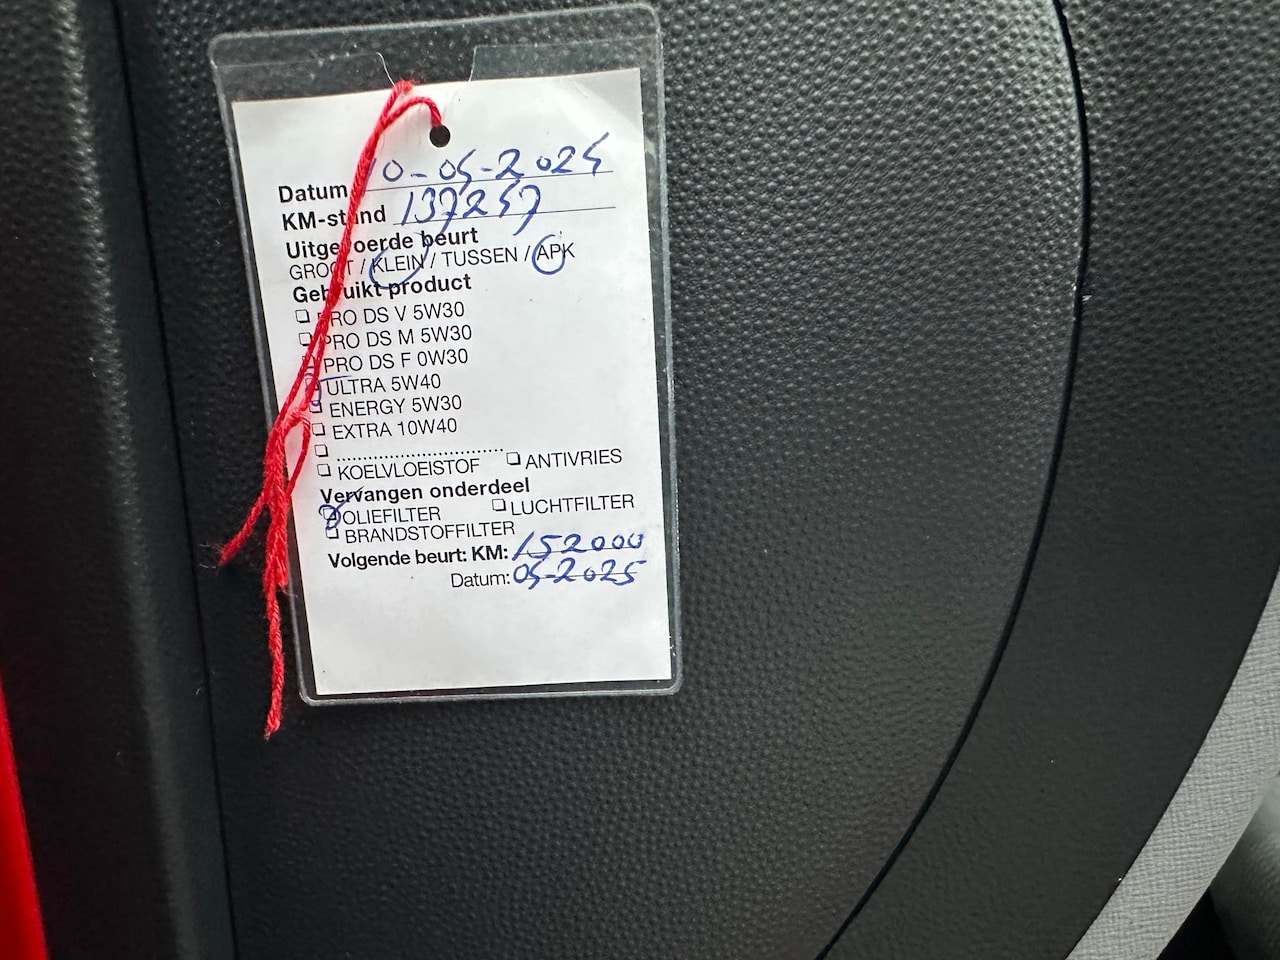 Datum 10-05-2024
KM-stand 137257
Uitgevoerde beurt
GROOT / KLEIN / TUSSEN / APK
Gebruikt product
☐ PRO DS V 5W30
☐ PRO DS M 5W30
☐ PRO DS F 0W30
☐ ULTRA 5W40
☐ ENERGY 5W30
☐ EXTRA 10W40
☐ ..............................
☐ KOELVLOEISTOF ☐ ANTIVRIES
Vervangen onderdeel
☐ OLIEFILTER ☐ LUCHTFILTER
☐ BRANDSTOFFILTER
Volgende beurt: KM: 152000
Datum: 05-2025